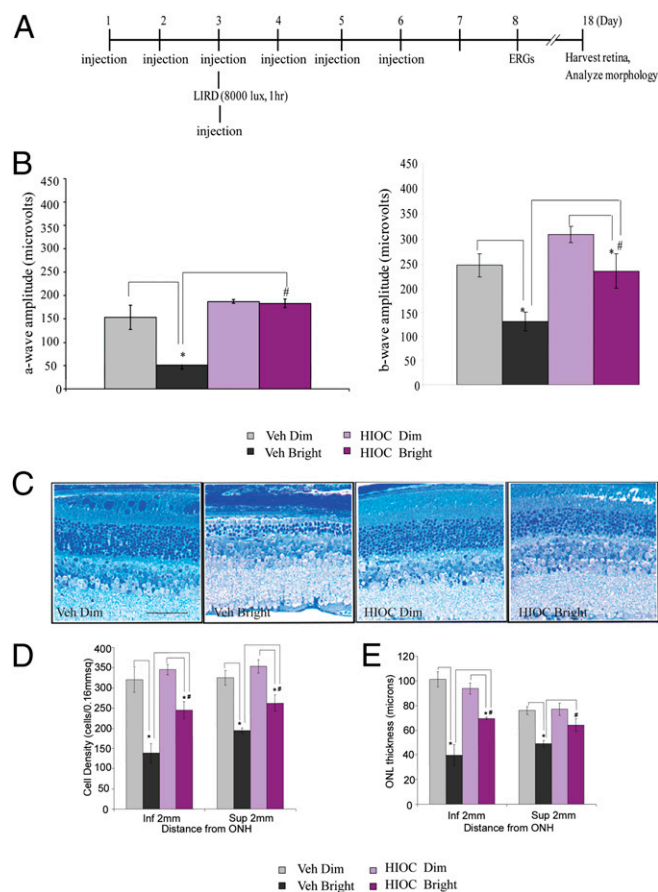 A
1 2 3 4 5 6 7 8 18 (Day)
injection injection injection injection injection injection ERGs Harvest retina,
Analyze morphology
LIRD (8000 lux, 1hr)
injection
B
a-wave amplitude (microvolts)
450
400
350
300
250
200
150
100
50
0
*
#
b-wave amplitude (microvolts)
450
400
350
300
250
200
150
100
50
0
*
*
#
Veh Dim HIOC Dim
Veh Bright HIOC Bright
C
Veh Dim Veh Bright HIOC Dim HIOC Bright
D
Cell Density (cells/0.16mmsq)
400
350
300
250
200
150
100
50
0
*
*#
*
*#
Inf 2mm Sup 2mm
Distance from ONH
E
ONL thickness (microns)
120
100
80
60
40
20
0
*
*#
*
#
Inf 2mm Sup 2mm
Distance from ONH
Veh Dim HIOC Dim
Veh Bright HIOC Bright